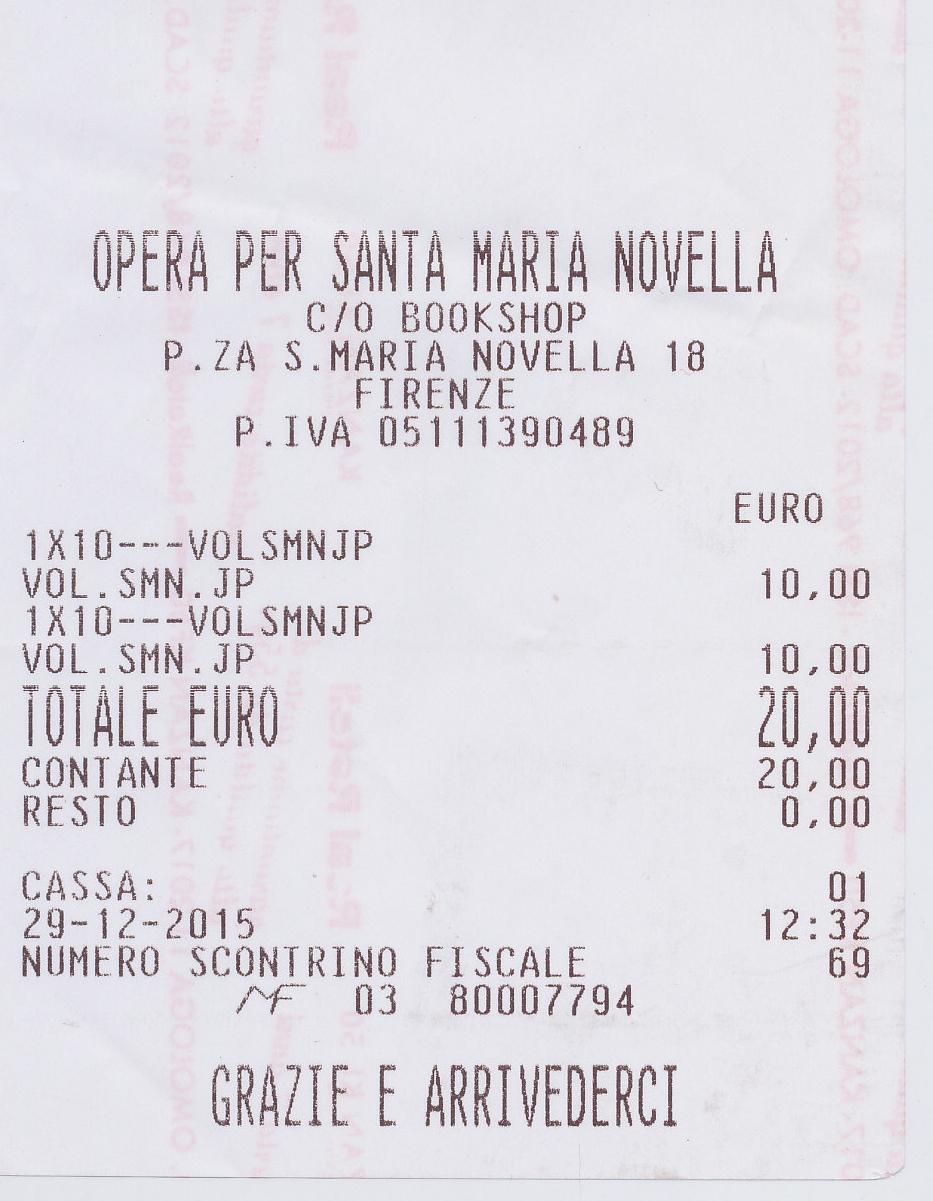 OPERA PER SANTA MARIA NOVELLA
C/O BOOKSHOP
P.ZA S.MARIA NOVELLA 18
FIRENZE
P.IVA 05111390489
EURO
1X10---VOLSMNJP
VOL.SMN.JP 10,00
1X10---VOLSMNJP
VOL.SMN.JP 10,00
TOTALE EURO 20,00
CONTANTE 20,00
RESTO 0,00
CASSA: 01
29-12-2015 12:32
NUMERO SCONTRINO FISCALE 69
MF 03 80007794
GRAZIE E ARRIVEDERCI